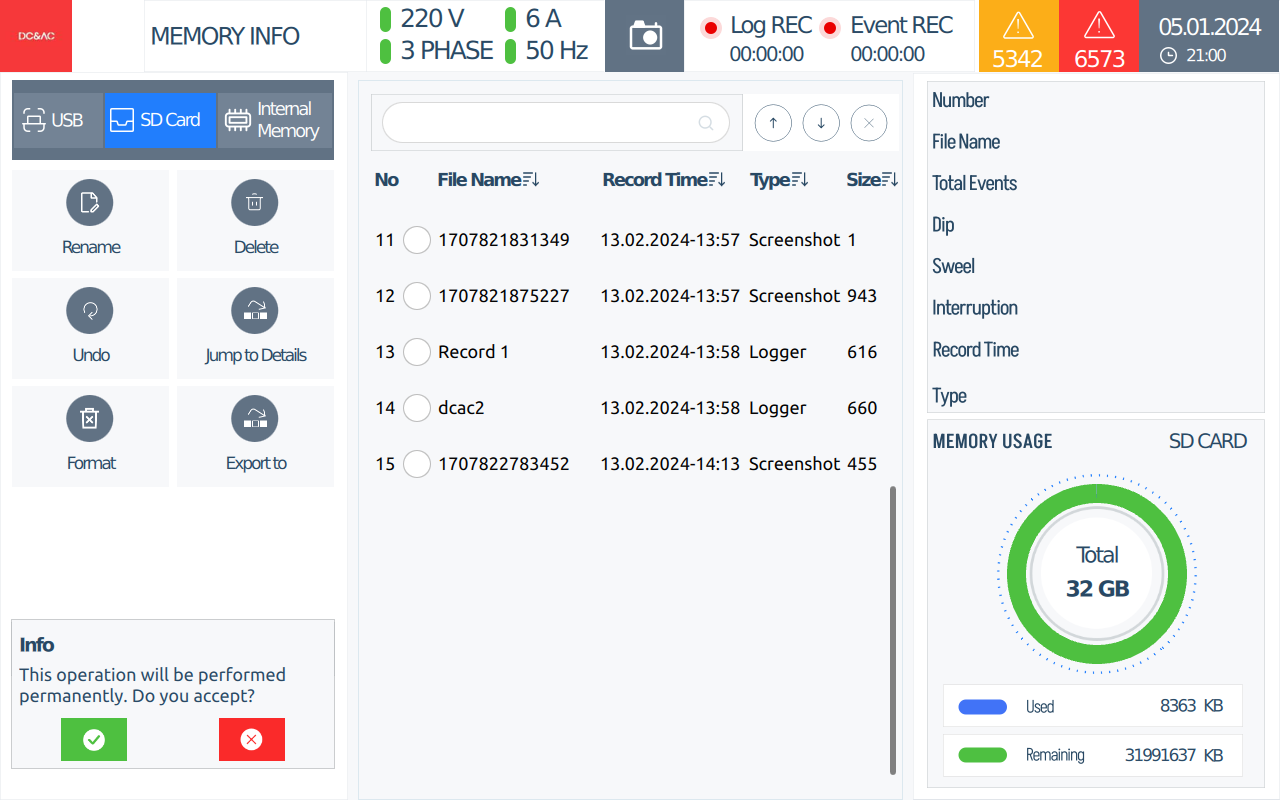 DC&AC
MEMORY INFO
220 V
6 A
3 PHASE
50 Hz
Log REC
00:00:00
Event REC
00:00:00
5342
6573
05.01.2024
21:00
USB
SD Card
Internal
Memory
Rename
Delete
Undo
Jump to Details
Format
Export to
Info
This operation will be performed
permanently. Do you accept?
No File Name Record Time Type Size
11 1707821831349 13.02.2024-13:57 Screenshot 1
12 1707821875227 13.02.2024-13:57 Screenshot 943
13 Record 1 13.02.2024-13:58 Logger 616
14 dcac2 13.02.2024-13:58 Logger 660
15 1707822783452 13.02.2024-14:13 Screenshot 455
Number
File Name
Total Events
Dip
Sweel
Interruption
Record Time
Type
MEMORY USAGE SD CARD
Total
32 GB
Used 8363 KB
Remaining 31991637 KB